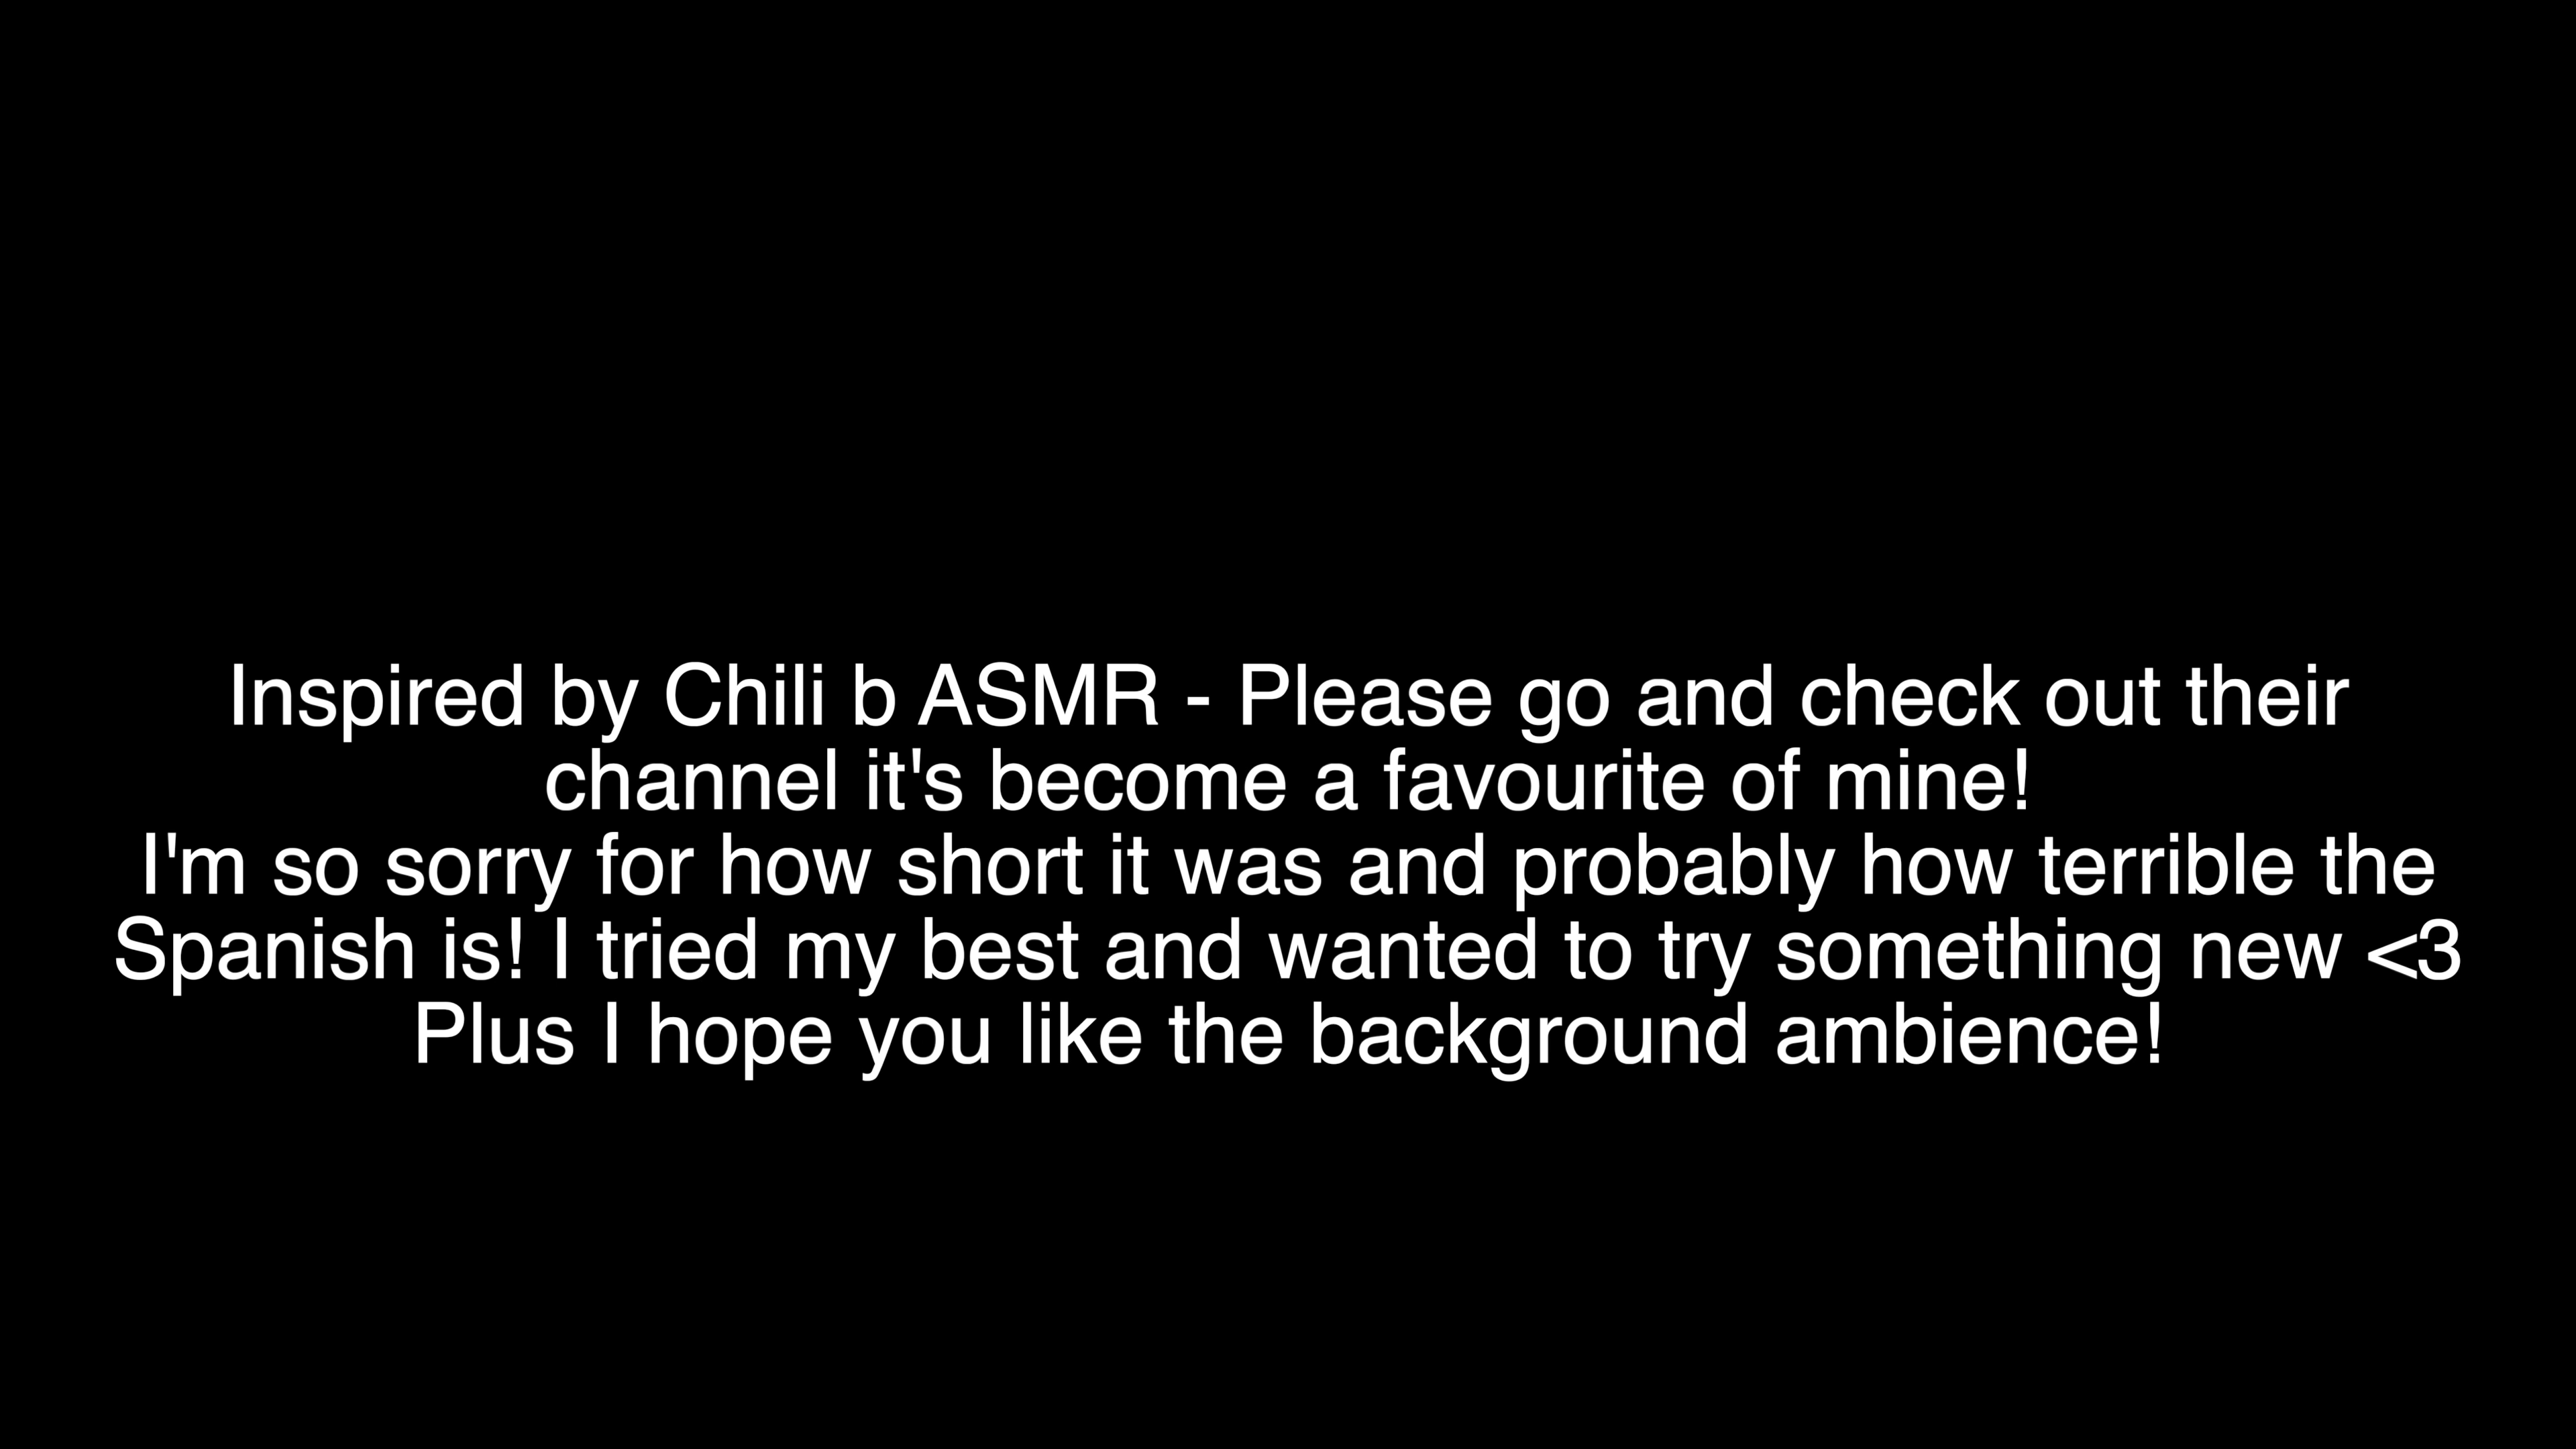 Inspired by Chili b ASMR - Please go and check out their
channel it's become a favourite of mine!
I'm so sorry for how short it was and probably how terrible the
Spanish is! I tried my best and wanted to try something new <3
Plus I hope you like the background ambience!